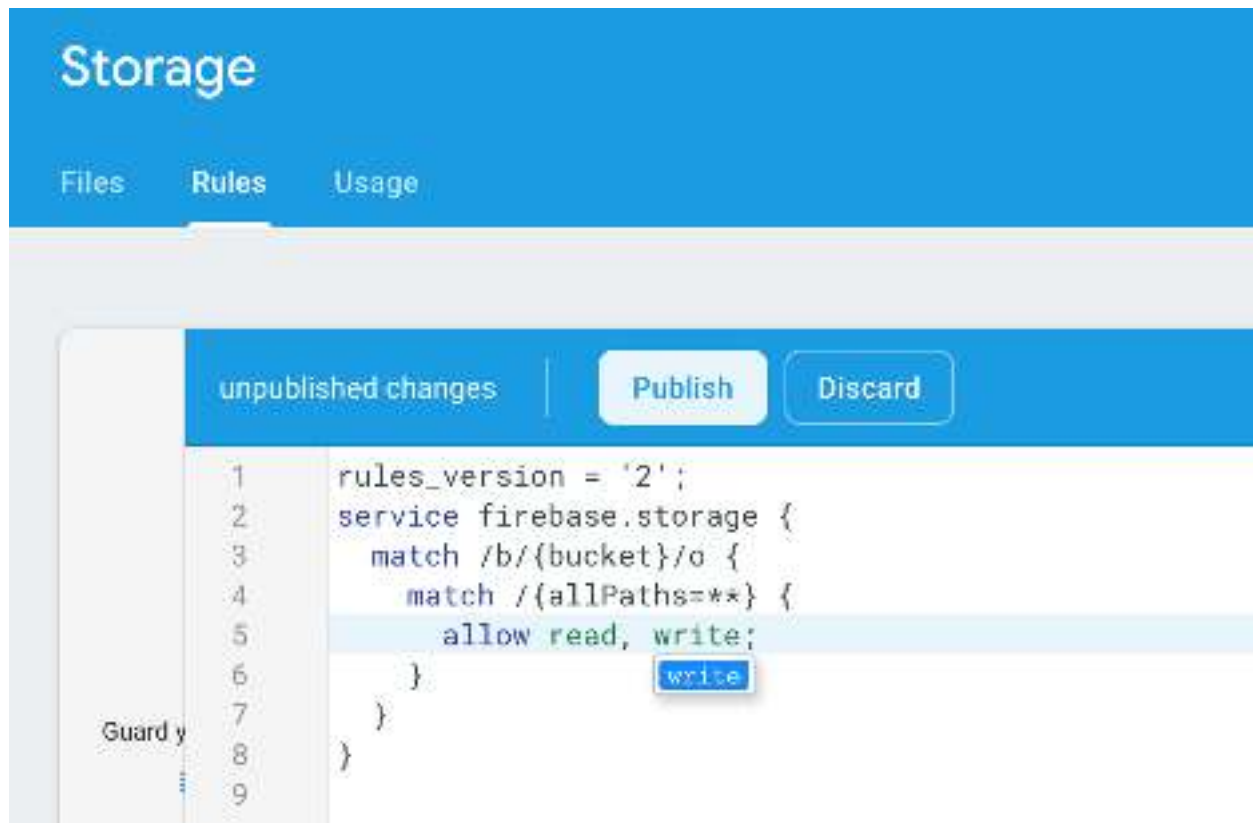 Storage
Files Rules Usage
unpublished changes Publish Discard
1 rules_version = '2';
2 service firebase.storage {
3 match /b/{bucket}/o {
4 match /{allPaths=**} {
5 allow read, write;
6 }
write
7 }
Guard y
8 }
9